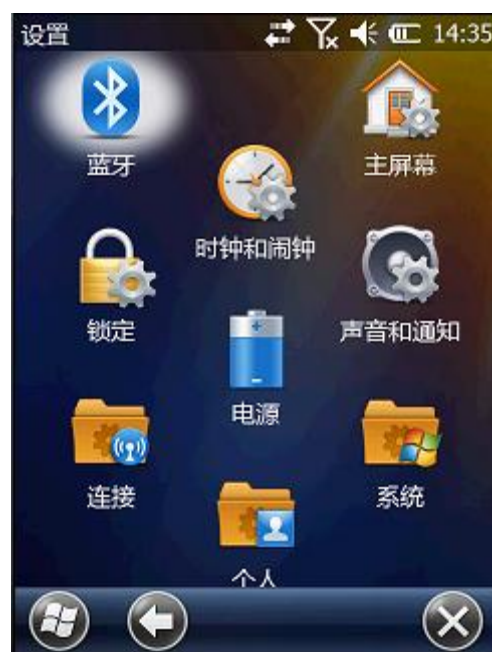 设置 14:35
蓝牙
主屏幕
时钟和闹钟
锁定
声音和通知
电源
连接
系统
个人